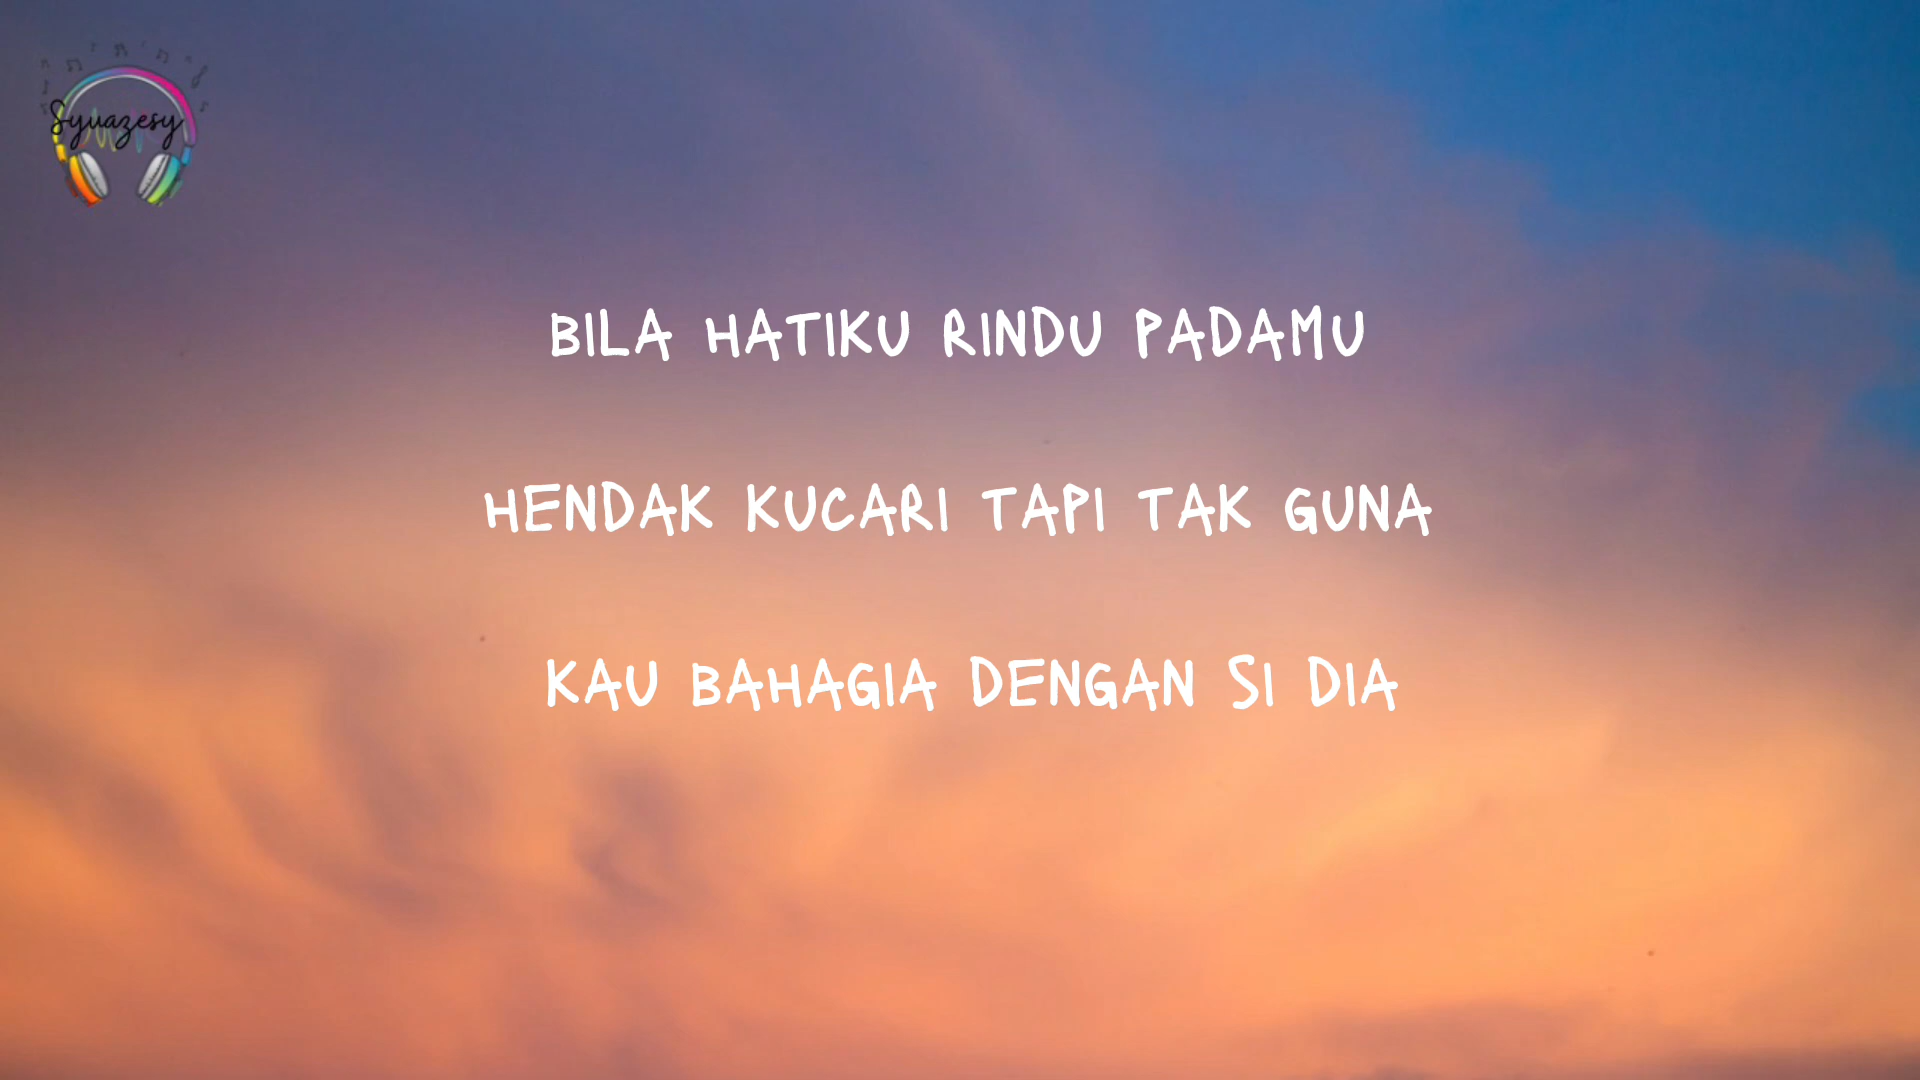 Syuazesy
BILA HATIKU RINDU PADAMU
HENDAK KUCARI TAPI TAK GUNA
KAU BAHAGIA DENGAN SI DIA